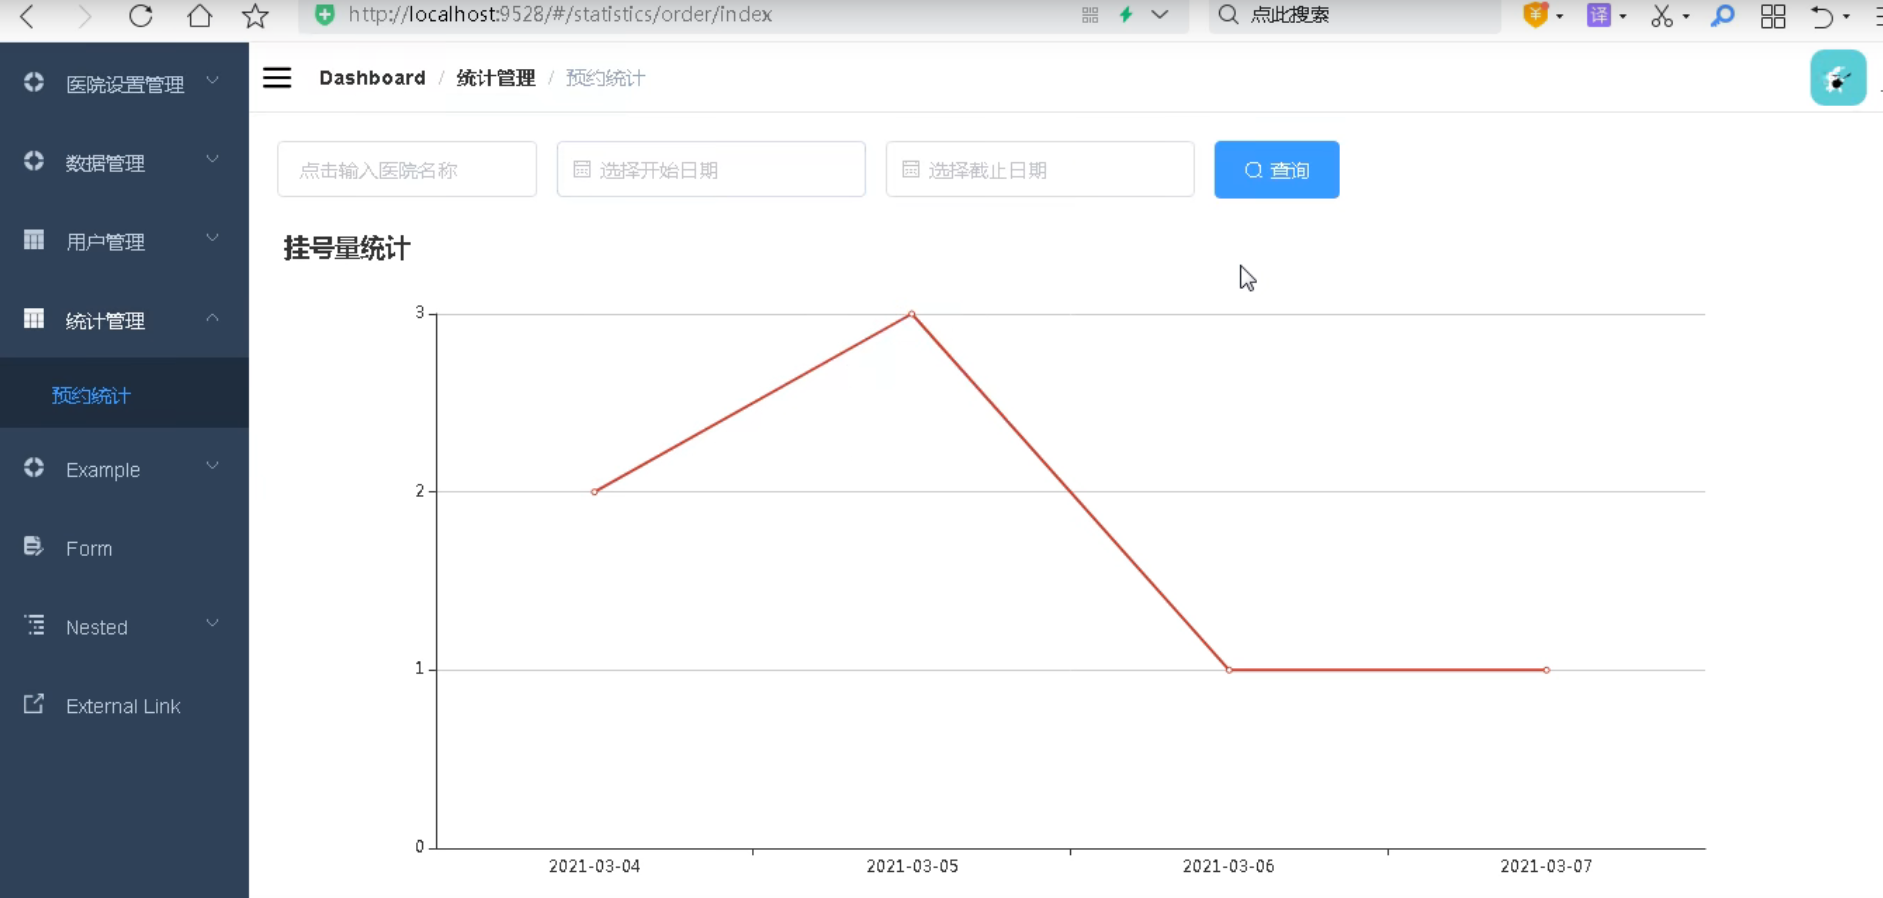 http://localhost:9528/#/statistics/order/index
点此搜索
译
医院设置管理
数据管理
用户管理
统计管理
预约统计
Example
Form
Nested
External Link
Dashboard / 统计管理 / 预约统计
点击输入医院名称
选择开始日期
选择截止日期
查询
挂号量统计
3
2
1
0
2021-03-04
2021-03-05
2021-03-06
2021-03-07